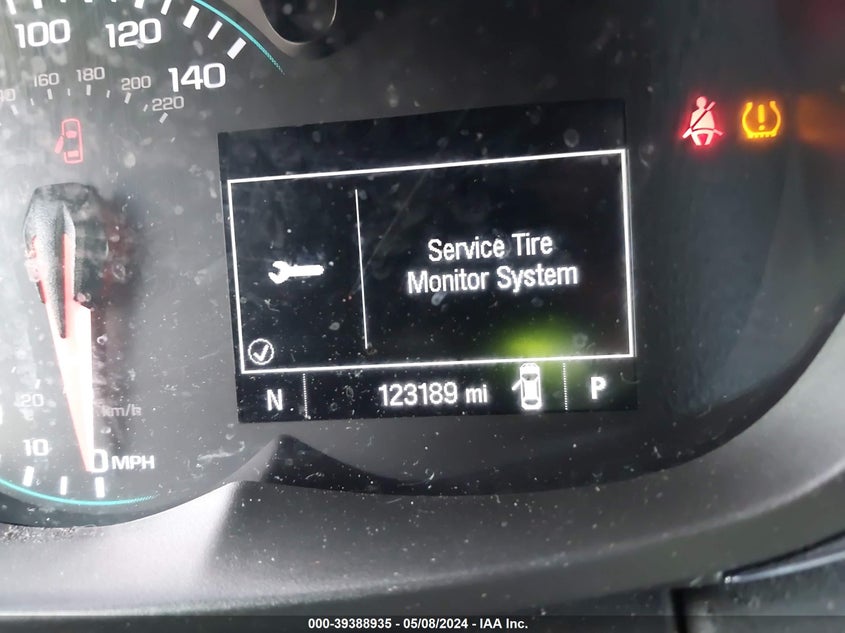 100 120
140
160 180 200
220
Service Tire
Monitor System
N 123189 mi P
20
km/h
10
0 MPH
000-39388935 - 05/08/2024 - IAA Inc.